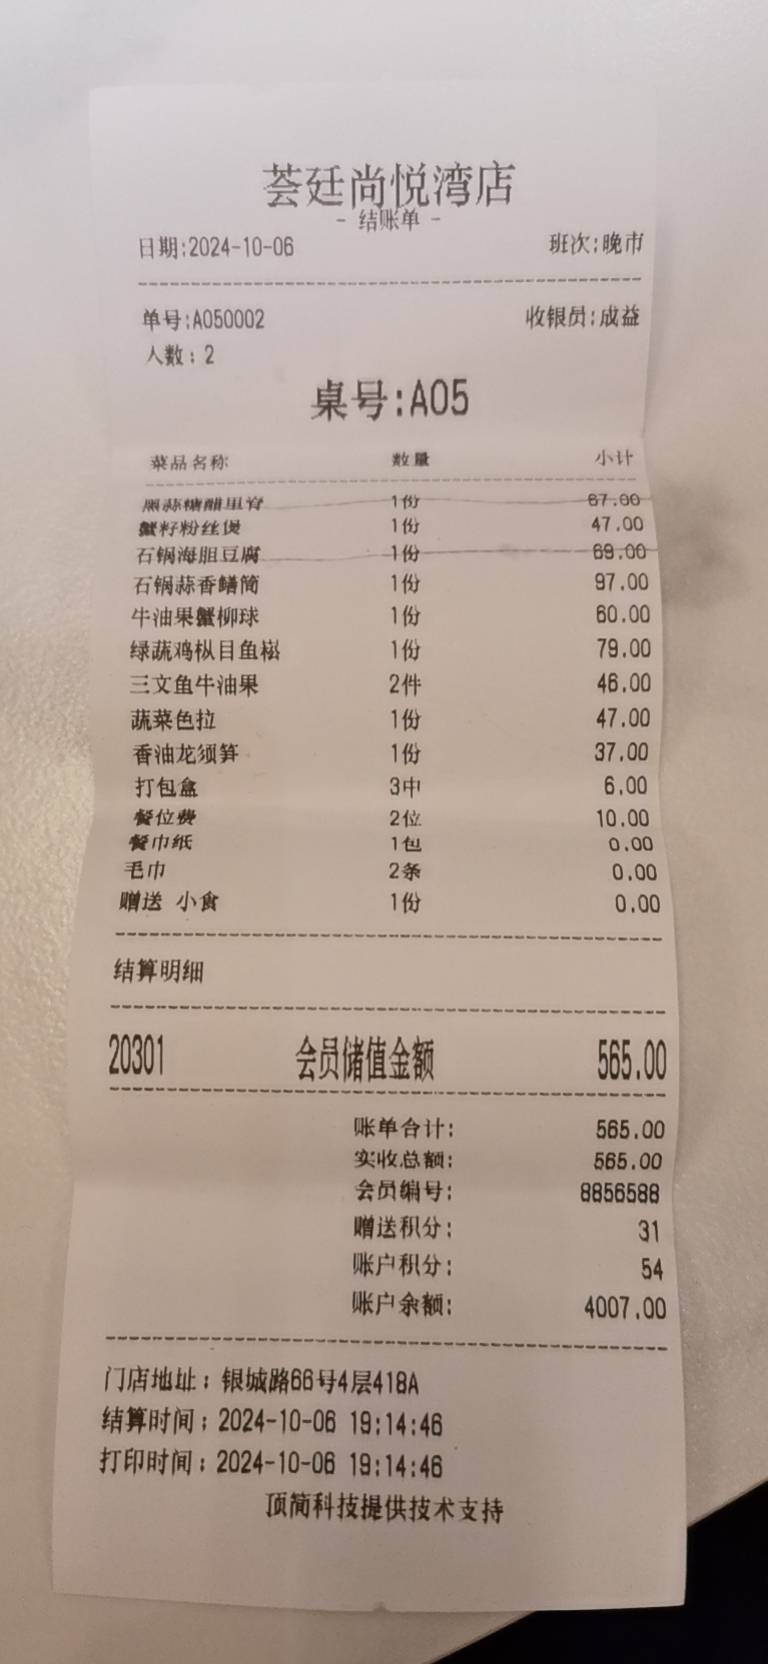 荟廷尚悦湾店
- 结账单 -
日期:2024-10-06 班次:晚市
单号:A050002 收银员:成益
人数：2
桌号:A05
菜品名称 数量 小计
黑蒜糖醋里脊 1份 67.00
蟹籽粉丝煲 1份 47.00
石锅海胆豆腐 1份 69.00
石锅蒜香鳝筒 1份 97.00
牛油果蟹柳球 1份 60.00
绿蔬鸡枞目鱼崧 1份 79.00
三文鱼牛油果 2件 46.00
蔬菜色拉 1份 47.00
香油龙须笋 1份 37.00
打包盒 3中 6.00
餐位费 2位 10.00
餐巾纸 1包 0.00
毛巾 2条 0.00
赠送 小食 1份 0.00
结算明细
20301 会员储值金额 565.00
账单合计: 565.00
实收总额: 565.00
会员编号: 8856588
赠送积分: 31
账户积分: 54
账户余额: 4007.00
门店地址：银城路66号4层418A
结算时间：2024-10-06 19:14:46
打印时间：2024-10-06 19:14:46
顶简科技提供技术支持